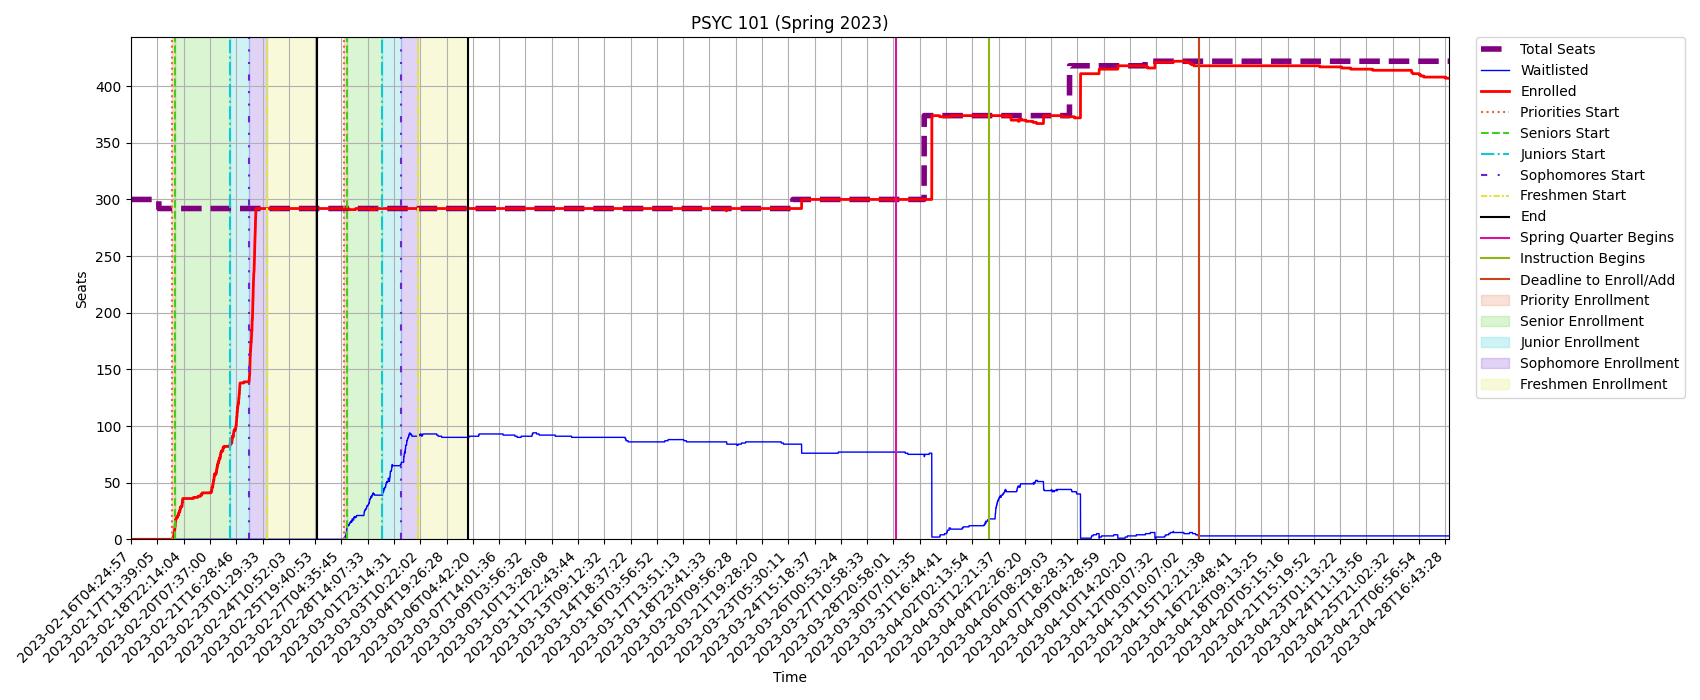 PSYC 101 (Spring 2023)
Seats
400
350
300
250
200
150
100
50
0
2023-02-16T04:24:57
2023-02-17T13:39:05
2023-02-18T22:14:04
2023-02-20T07:37:00
2023-02-21T16:28:46
2023-02-23T01:29:33
2023-02-24T10:52:03
2023-02-25T19:40:53
2023-02-27T04:35:45
2023-02-28T14:07:33
2023-03-01T23:14:31
2023-03-03T10:22:02
2023-03-04T19:26:28
2023-03-06T04:42:20
2023-03-07T14:01:36
2023-03-09T03:56:32
2023-03-10T13:28:08
2023-03-11T22:43:44
2023-03-13T09:12:32
2023-03-14T18:37:22
2023-03-16T03:56:52
2023-03-17T13:51:13
2023-03-18T23:41:33
2023-03-20T09:56:28
2023-03-21T19:28:20
2023-03-23T05:30:11
2023-03-24T15:18:37
2023-03-26T00:53:24
2023-03-27T10:58:33
2023-03-28T20:58:01
2023-03-30T07:01:35
2023-03-31T16:44:41
2023-04-02T02:13:54
2023-04-03T12:21:37
2023-04-04T22:26:20
2023-04-06T08:29:03
2023-04-07T18:28:31
2023-04-09T04:28:59
2023-04-10T14:20:20
2023-04-12T00:07:32
2023-04-13T10:07:02
2023-04-15T12:21:38
2023-04-16T22:48:41
2023-04-18T09:13:25
2023-04-20T05:15:16
2023-04-21T15:19:52
2023-04-23T01:13:22
2023-04-24T11:13:56
2023-04-25T21:02:32
2023-04-27T06:56:54
2023-04-28T16:43:28
Time
Total Seats
Waitlisted
Enrolled
Priorities Start
Seniors Start
Juniors Start
Sophomores Start
Freshmen Start
End
Spring Quarter Begins
Instruction Begins
Deadline to Enroll/Add
Priority Enrollment
Senior Enrollment
Junior Enrollment
Sophomore Enrollment
Freshmen Enrollment